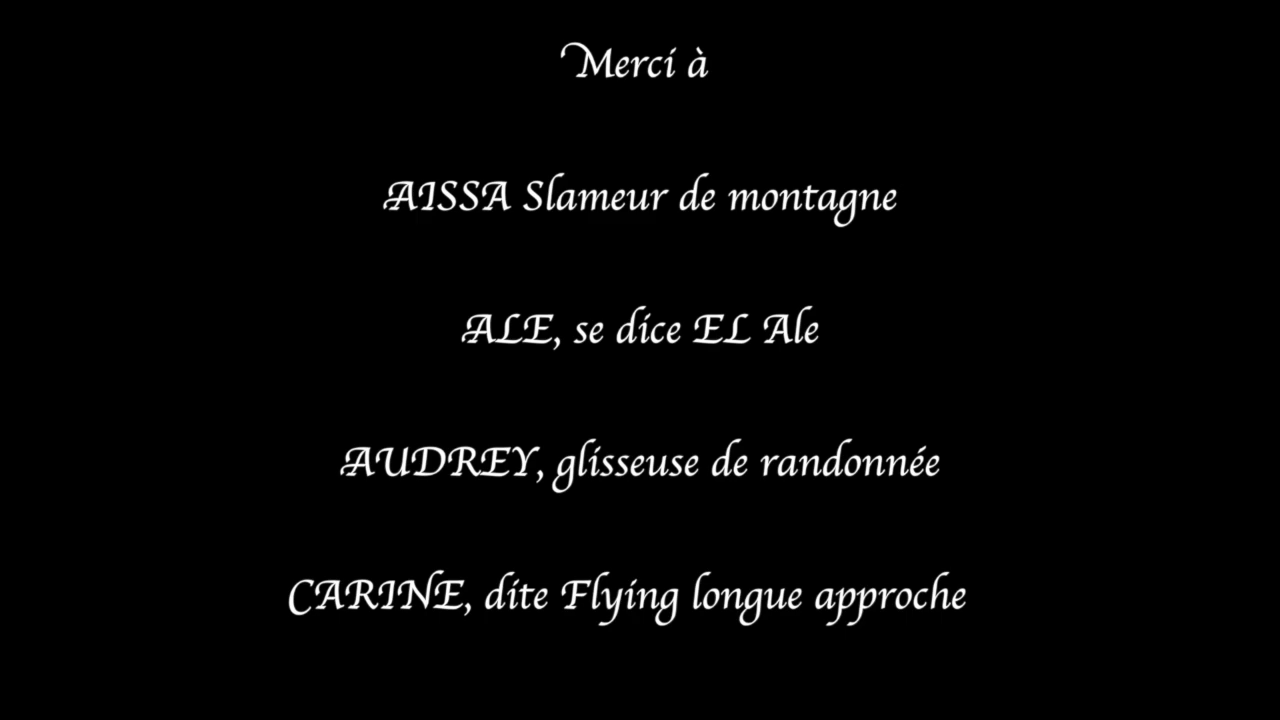 Merci à
AISSA Slameur de montagne
ALE, se dice EL Ale
AUDREY, glisseuse de randonnée
CARINE, dite Flying longue approche